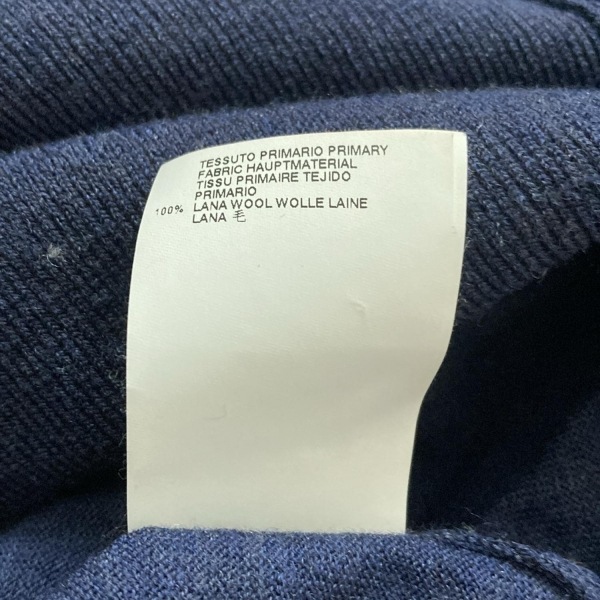 TESSUTO PRIMARIO PRIMARY
FABRIC HAUPTMATERIAL
TISSU PRIMAIRE TEJIDO
PRIMARIO
100% LANA WOOL WOLLE LAINE
LANA 毛